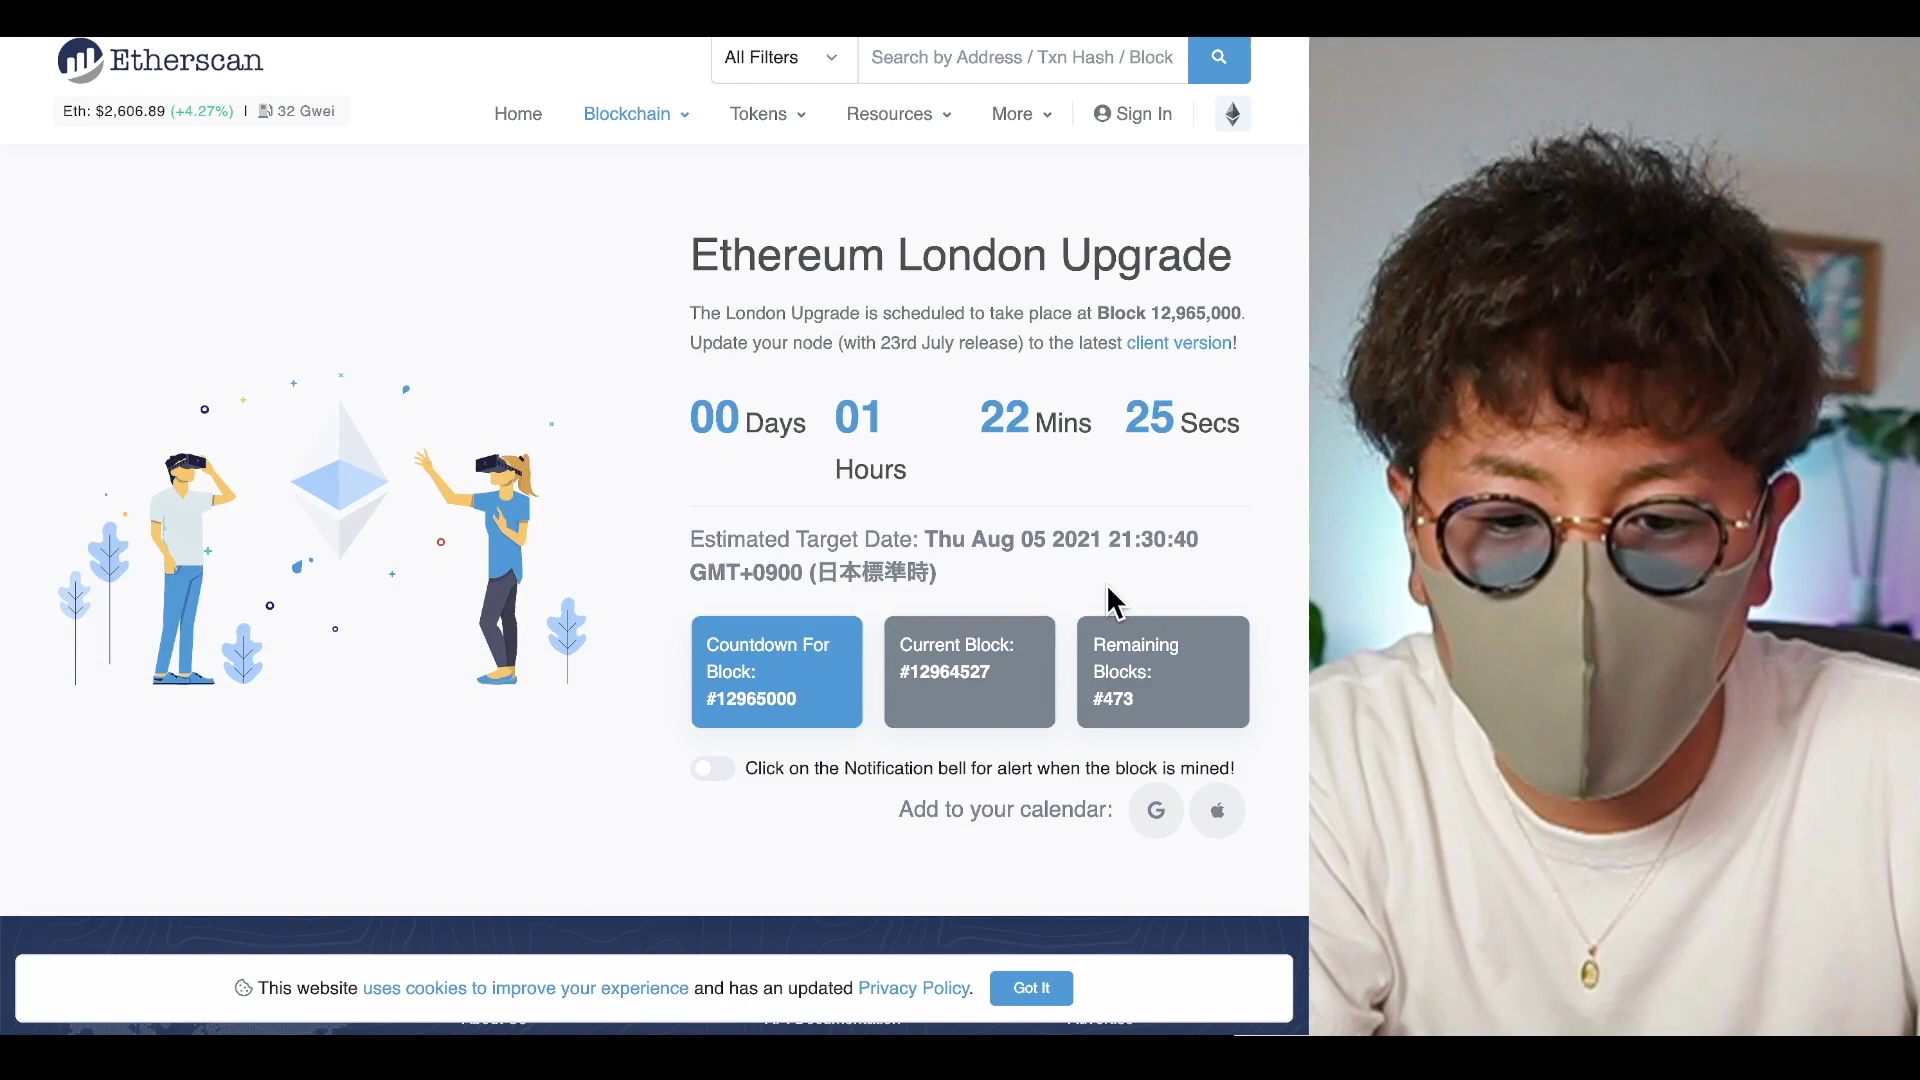 Etherscan
All Filters
Search by Address / Txn Hash / Block
Eth: $2,606.89 (+4.27%) | 32 Gwei
Home
Blockchain
Tokens
Resources
More
Sign In
Ethereum London Upgrade
The London Upgrade is scheduled to take place at Block 12,965,000.
Update your node (with 23rd July release) to the latest client version!
00 Days
01 Hours
22 Mins
25 Secs
Estimated Target Date: Thu Aug 05 2021 21:30:40
GMT+0900 (日本標準時)
Countdown For
Block:
#12965000
Current Block:
#12964527
Remaining
Blocks:
#473
Click on the Notification bell for alert when the block is mined!
Add to your calendar:
This website uses cookies to improve your experience and has an updated Privacy Policy.
Got It